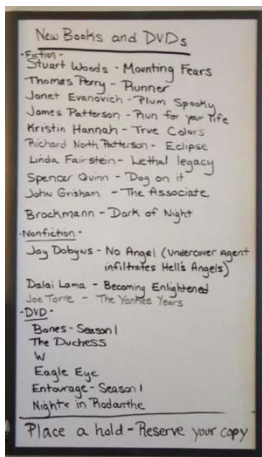 New Books and DVDs
-Fiction-
Stuart Woods - Mounting Fears
Thomas Perry - Runner
Janet Evanovich - Plum Spooky
James Patterson - Run for your life
Kristin Hannah - True Colors
Richard North Patterson - Eclipse
Linda Fairstein - Lethal legacy
Spencer Quinn - Dog on it
John Grisham - The Associate
Brockmann - Dark of Night
-Nonfiction-
Jay Dobyns - No Angel (Undercover Agent
infiltrates Hell's Angels)
Dalai Lama - Becoming Enlightened
Joe Torre - The Yankee Years
-DVD-
Bones - Season 1
The Duchess
W
Eagle Eye
Entourage - Season 1
Nights in Rodanthe
Place a hold - Reserve your copy